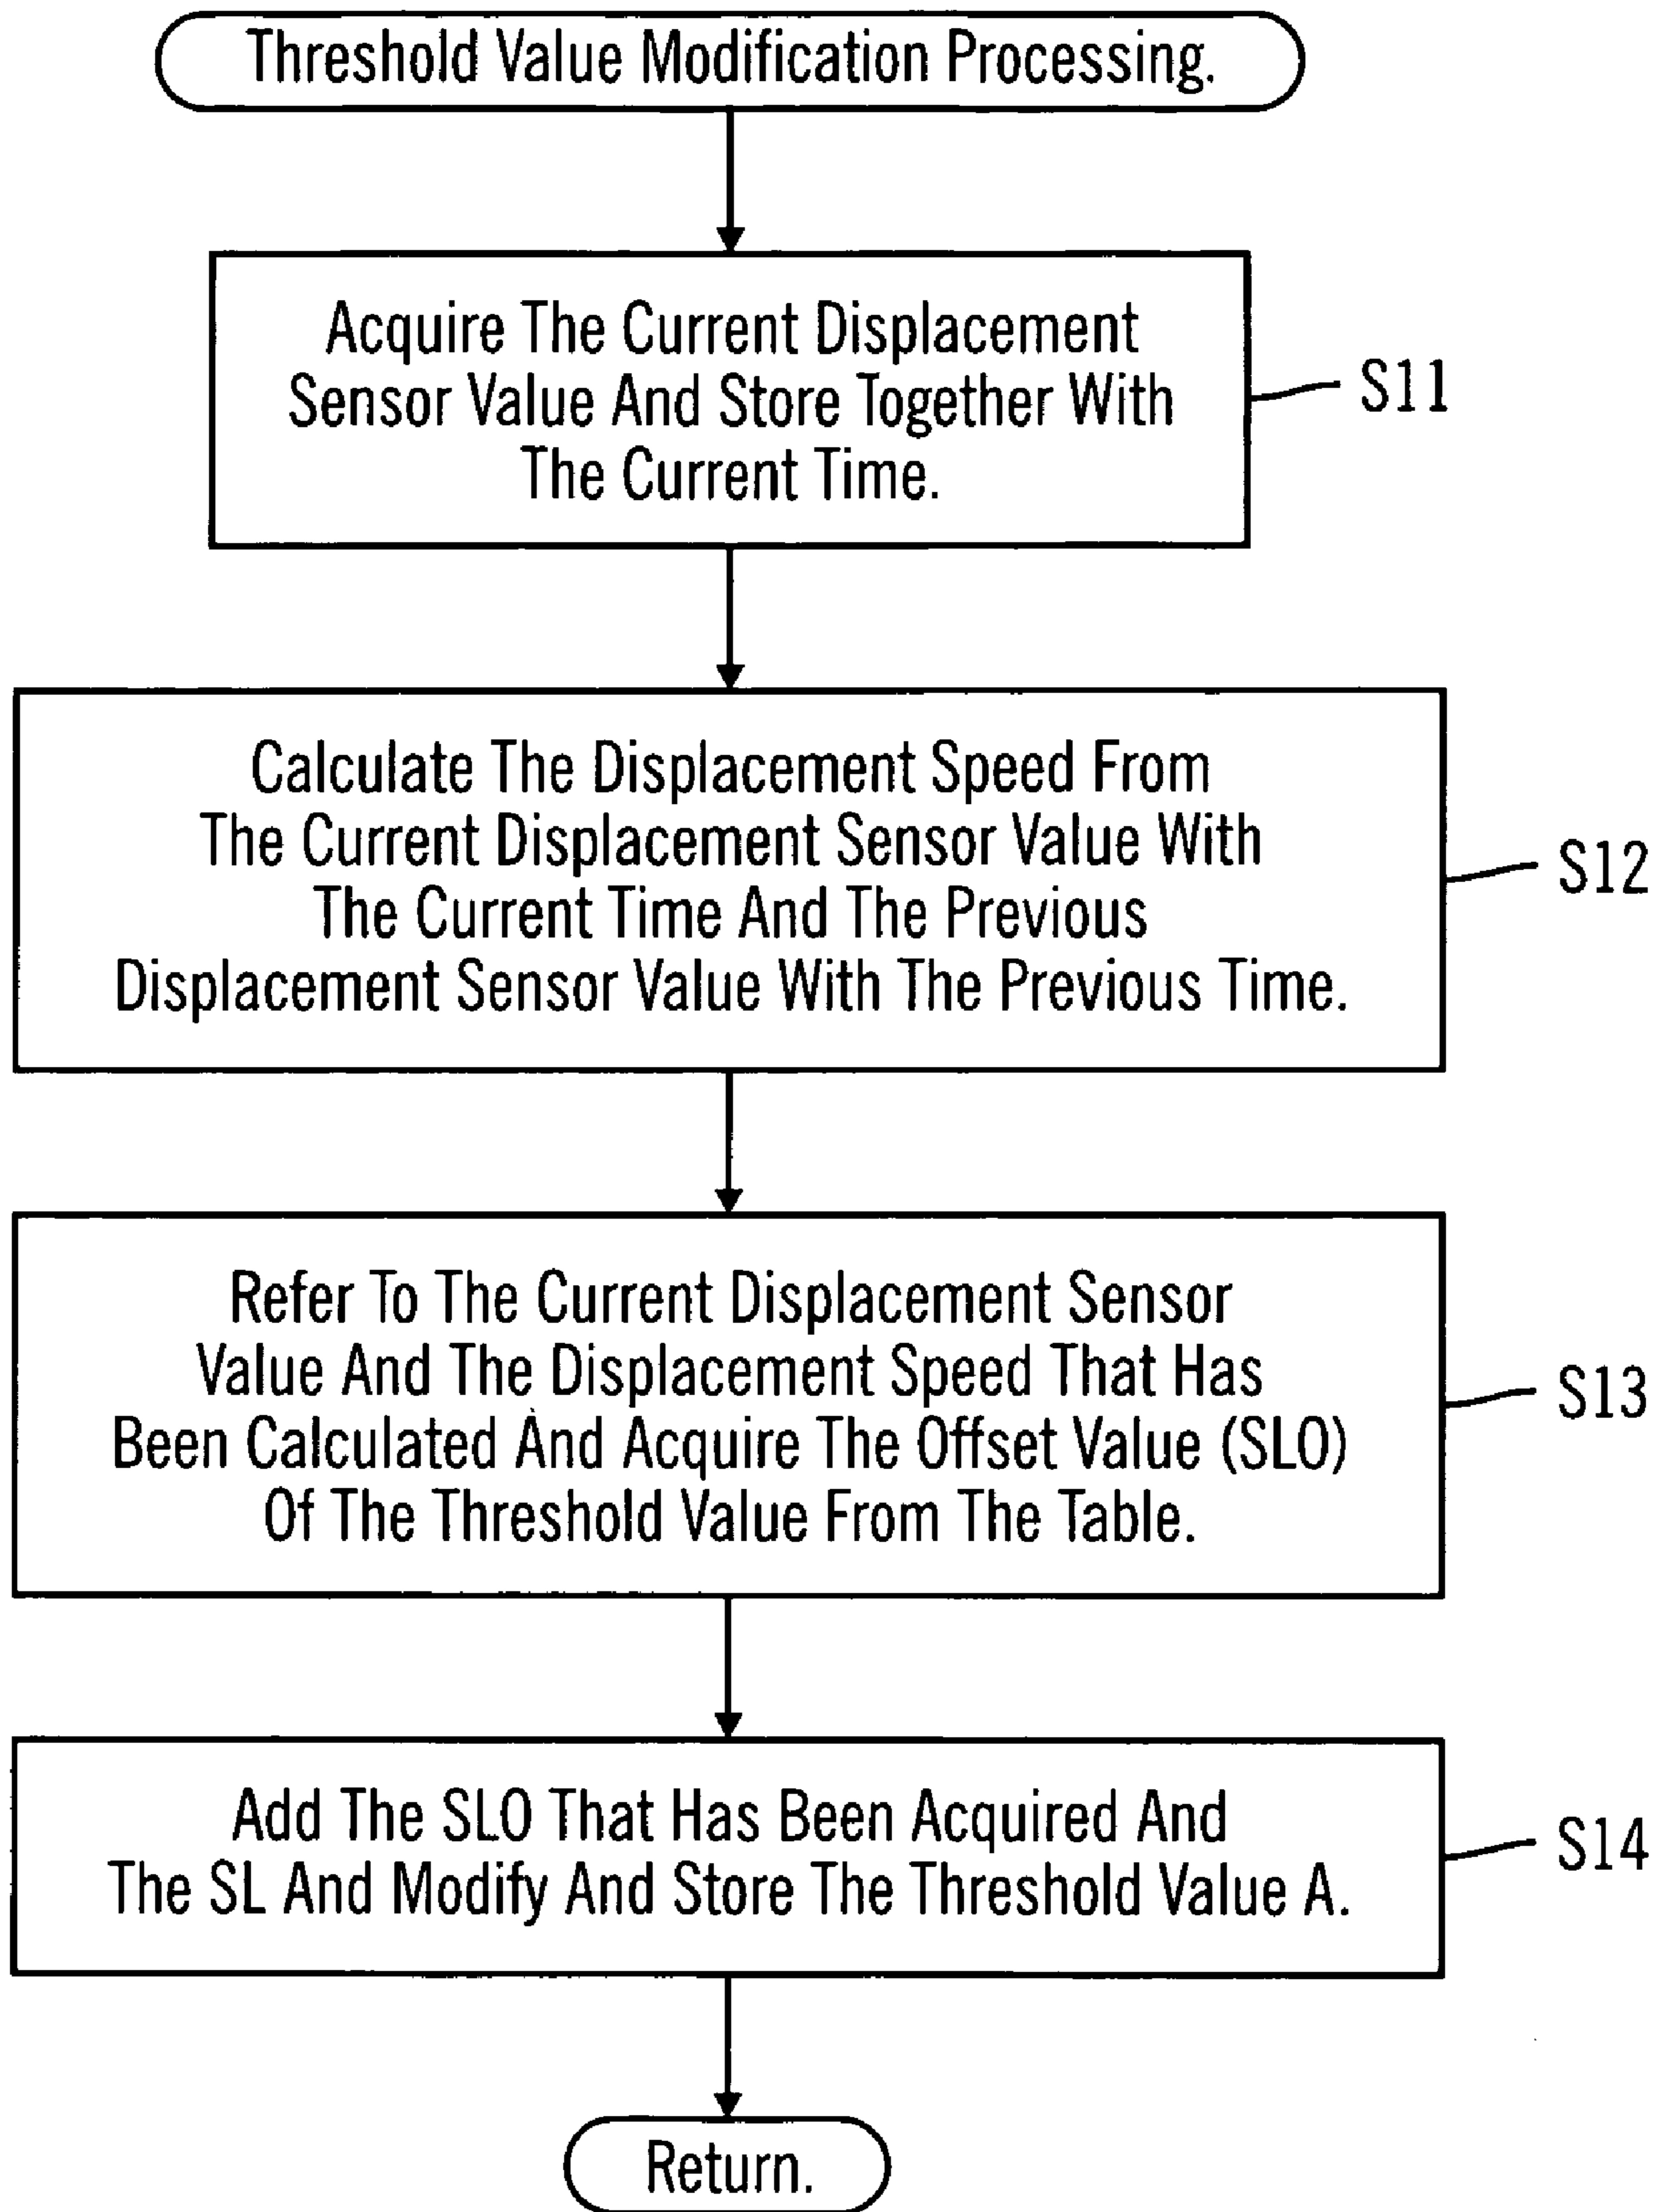 Threshold Value Modification Processing.
Acquire The Current Displacement
Sensor Value And Store Together With
The Current Time.
S11
Calculate The Displacement Speed From
The Current Displacement Sensor Value With
The Current Time And The Previous
Displacement Sensor Value With The Previous Time.
S12
Refer To The Current Displacement Sensor
Value And The Displacement Speed That Has
Been Calculated And Acquire The Offset Value (SLO)
Of The Threshold Value From The Table.
S13
Add The SLO That Has Been Acquired And
The SL And Modify And Store The Threshold Value A.
S14
Return.